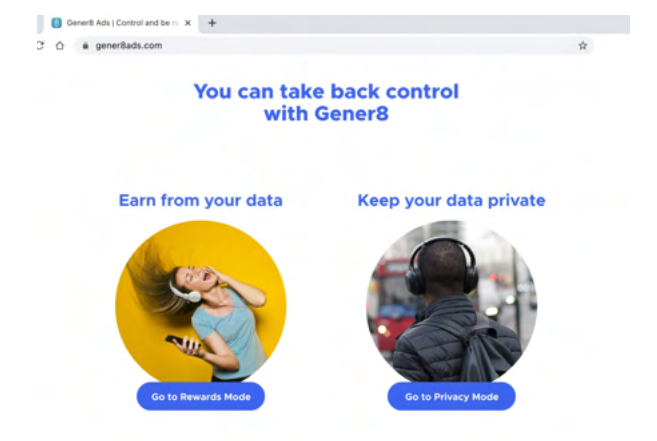 Gener8 Ads | Control and be
gener8ads.com
You can take back control
with Gener8
Earn from your data
Keep your data private
Go to Rewards Mode
Go to Privacy Mode